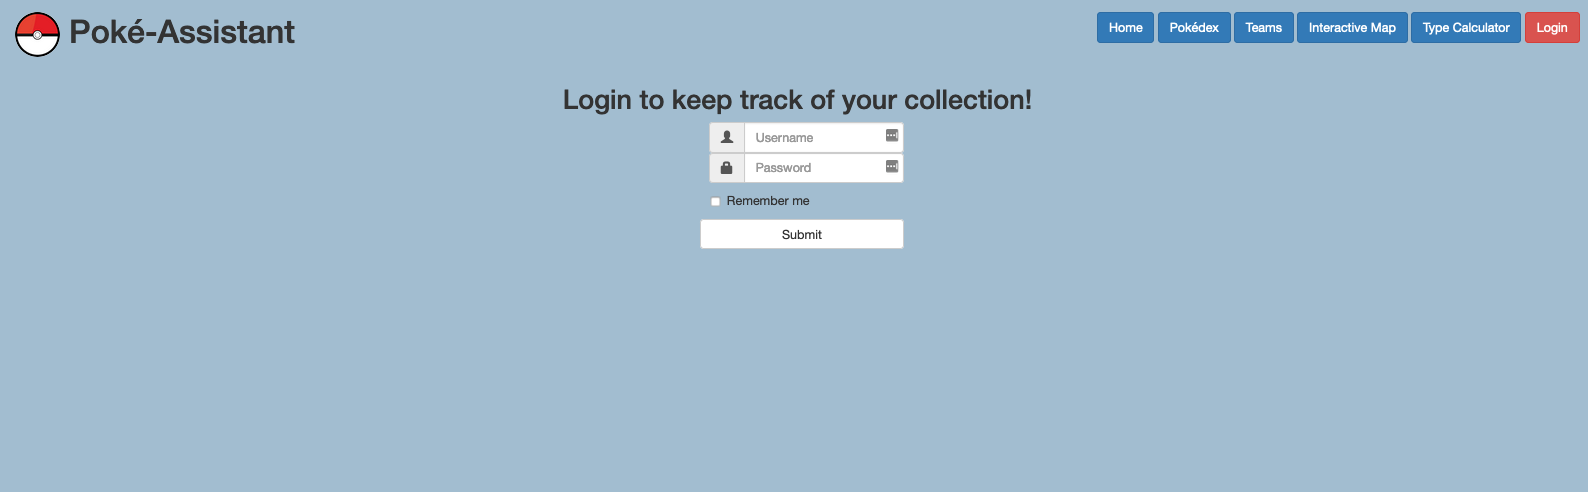 Poké-Assistant
Home Pokédex Teams Interactive Map Type Calculator Login
Login to keep track of your collection!
Username
Password
Remember me
Submit